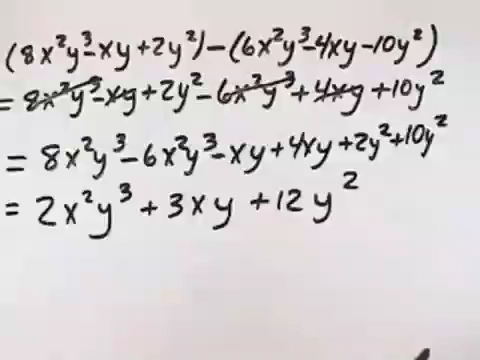 (8x²y³-xy+2y²)-(6x²y³-4xy-10y²)
= 8x²y³-xy+2y²-6x²y³+4xy+10y²
= 8x²y³-6x²y³-xy+4xy+2y²+10y²
= 2x²y³+3xy+12y²